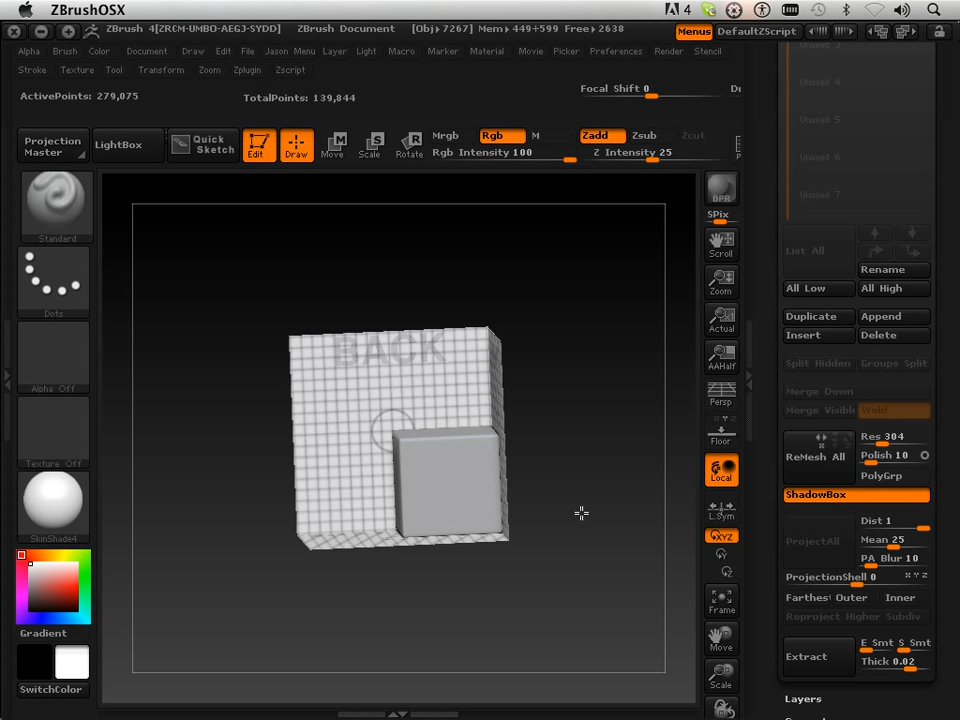 ZBrushOSX
4
ZBrush 4[ZRCM-UMBO-AEGJ-SYDD] ZBrush Document [Obj> 7267] Mem> 449+599 Free> 2638 Menus DefaultZScript
Alpha Brush Color Document Draw Edit File Jason Menu Layer Light Macro Marker Material Movie Picker Preferences Render Stencil
Stroke Texture Tool Transform Zoom Zplugin Zscript
ActivePoints: 279,075 TotalPoints: 139,844 Focal Shift 0 Dr
Projection Master
LightBox
Quick Sketch
Edit
Draw
Move
Scale
Rotate
Mrgb Rgb M Zadd Zsub Zcut
Rgb Intensity 100 Z Intensity 25
Standard
Dots
Alpha Off
Texture Off
SkinShade4
Gradient
SwitchColor
BACK
BPR
SPix
Scroll
Zoom
Actual
AAHalf
Persp
Floor
Local
L.Sym
XYZ
Y
Z
Frame
Move
Scale
Unused 3
Unused 4
Unused 5
Unused 6
Unused 7
List All
Rename
All Low All High
Duplicate Append
Insert Delete
Split Hidden Groups Split
Merge Down
Merge Visible Weld
ReMesh All
Res 304
Polish 10
PolyGrp
ShadowBox
ProjectAll
Dist 1
Mean 25
PA Blur 10
ProjectionShell 0 X Y Z
Farthest Outer Inner
Reproject Higher Subdiv
Extract
E Smt S Smt
Thick 0.02
Layers